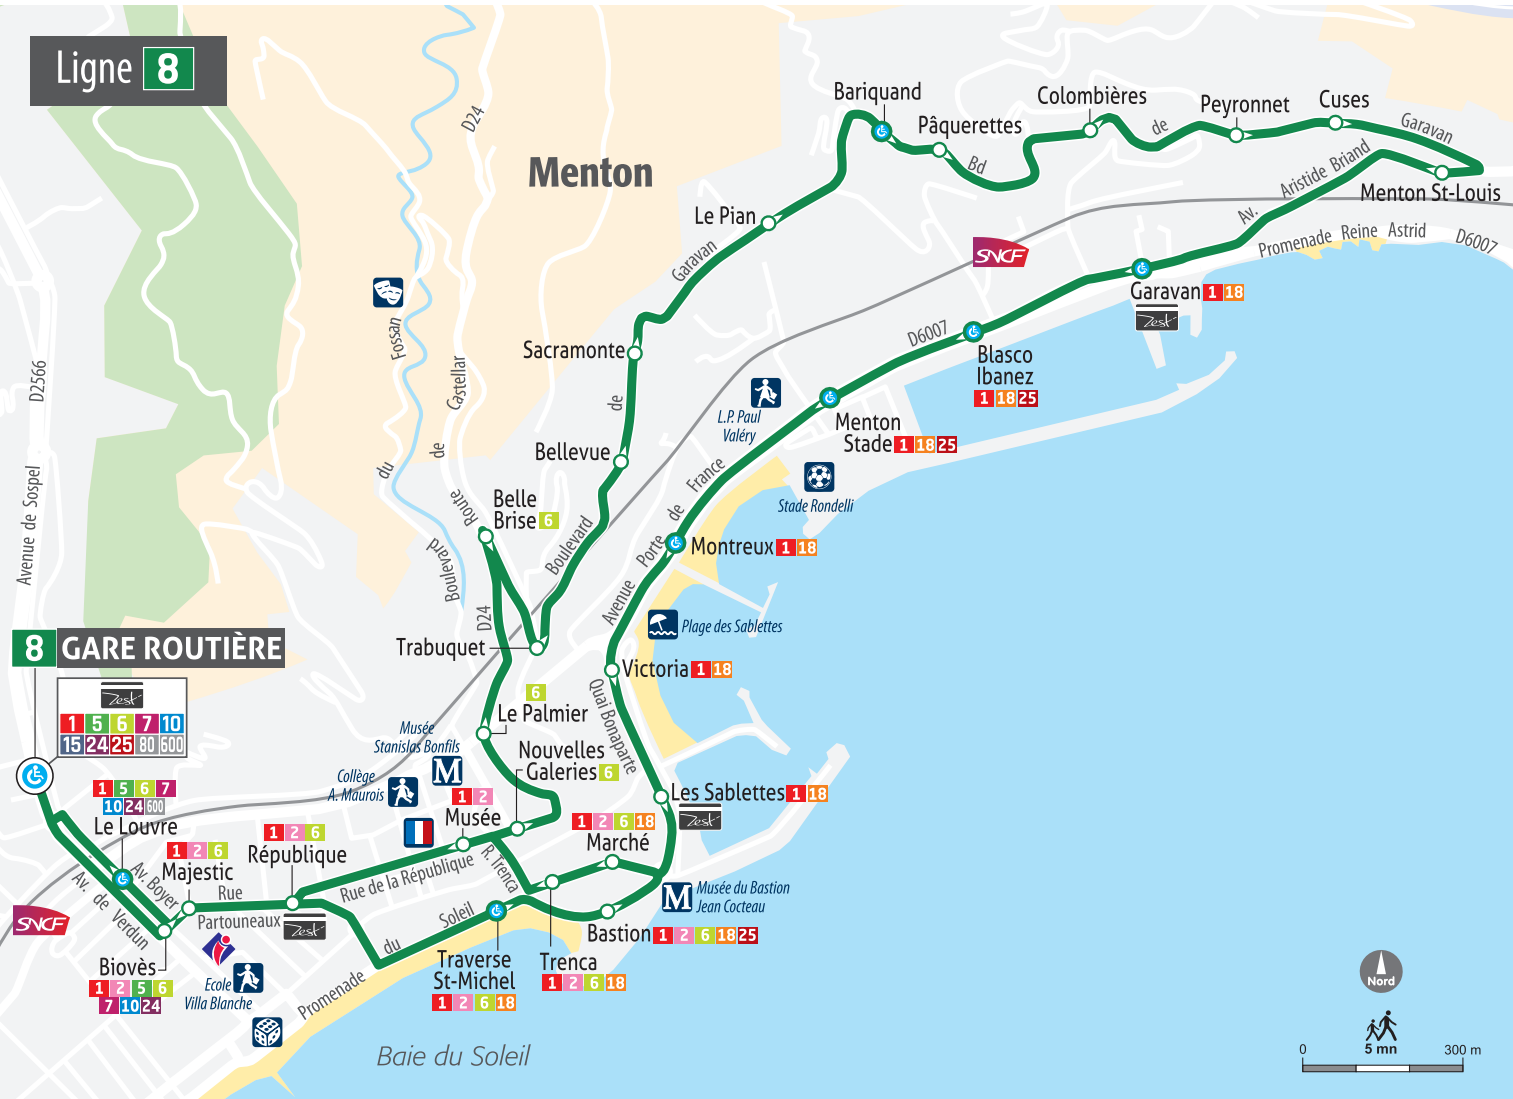 Ligne 8
Menton
D24
Bariquand
Pâquerettes
Colombières
Peyronnet
Cuses
Garavan
de
Bd
Menton St-Louis
Av. Aristide Briand
Promenade Reine Astrid
D6007
Le Pian
Garavan
SNCF
Garavan 1 18
Zest
D6007
Blasco
Ibanez
1 18 25
Sacramonte
de
Fossan
Castellar
de
du
D2566
Avenue de Sospel
L.P. Paul
Valéry
Menton
Stade 1 18 25
Stade Rondelli
Bellevue
Belle
Brise 6
Route
Boulevard
Boulevard
Avenue Porte de France
Montreux 1 18
Plage des Sablettes
D24
Trabuquet
8 GARE ROUTIÈRE
Zest
1 5 6 7 10
15 24 25 80 600
Victoria 1 18
Quai Bonaparte
6
Le Palmier
Musée
Stanislas Bonfils
M
Nouvelles
Galeries 6
Collège
A. Maurois
Les Sablettes 1 18
Zest
1 5 6 7
10 24 600
Le Louvre
1 2
Musée
1 2 6 18
Marché
1 2 6
République
1 2 6
Majestic
Av. Boyer
Av. de Verdun
Rue
Partouneaux
Zest
Rue de la République
R. Trenca
M
Musée du Bastion
Jean Cocteau
SNCF
Bastion 1 2 6 18 25
Biovès
1 2 5 6
7 10 24
Ecole
Villa Blanche
Promenade du Soleil
Traverse
St-Michel
1 2 6 18
Trenca
1 2 6 18
Baie du Soleil
Nord
5 mn
0 300 m